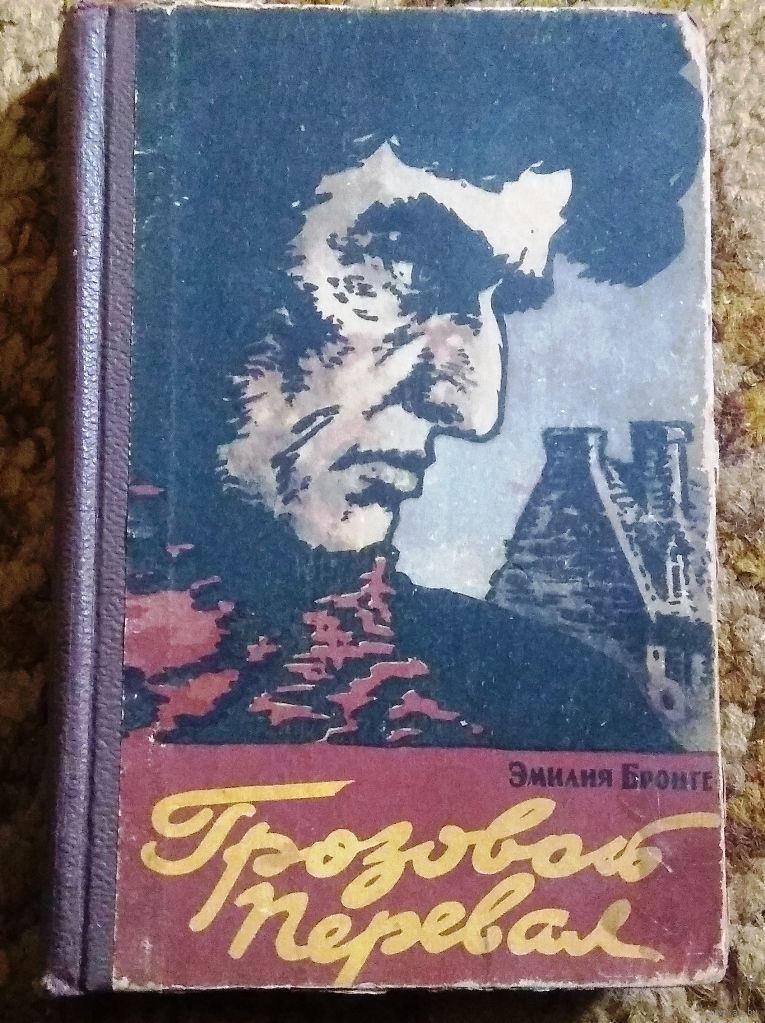 Эмилия Бронте
Грозовой
перевал